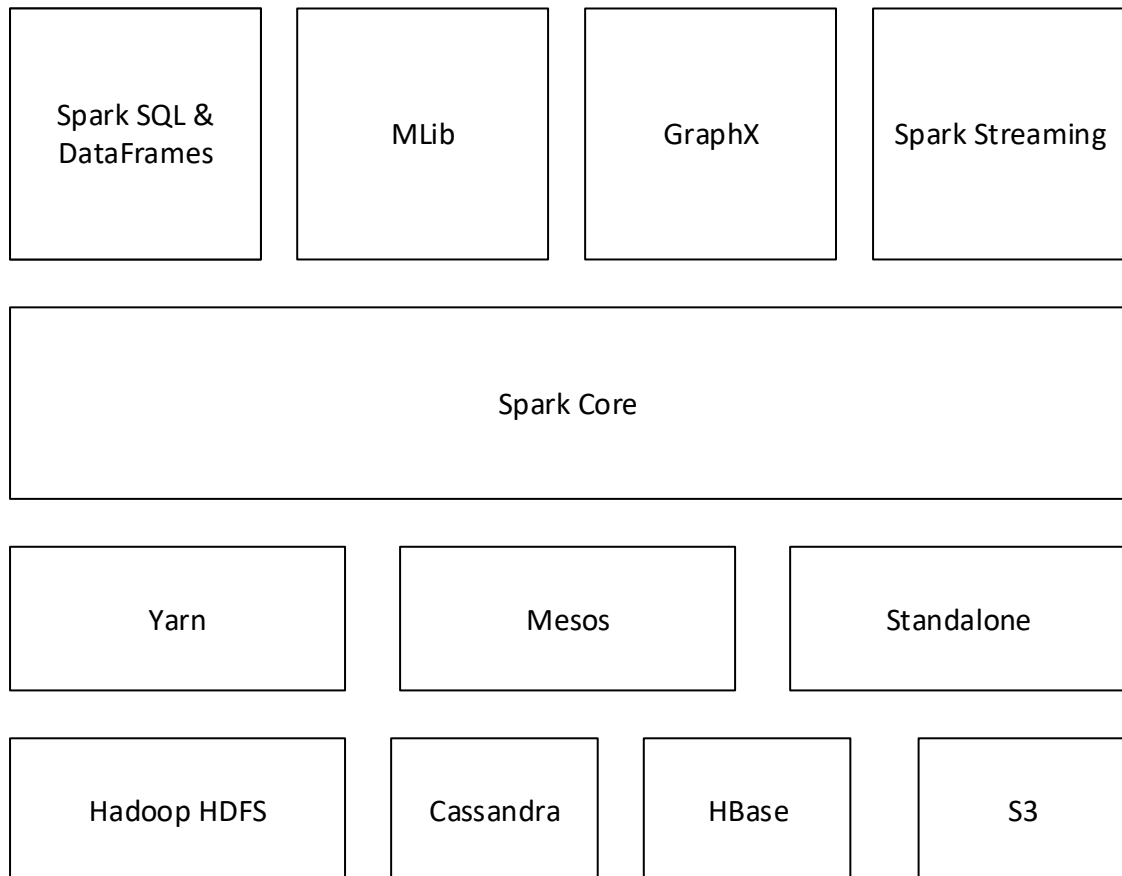 Spark SQL &
DataFrames
MLib
GraphX
Spark Streaming
Spark Core
Yarn
Mesos
Standalone
Hadoop HDFS
Cassandra
HBase
S3